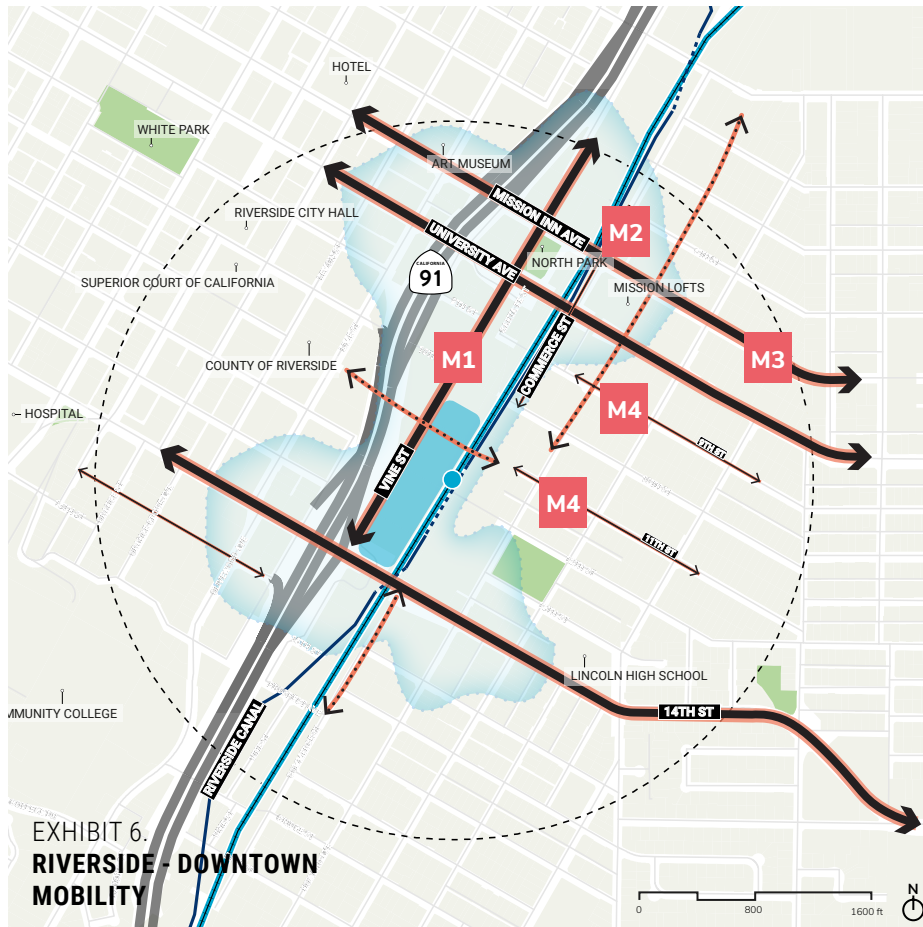 HOTEL
WHITE PARK
ART MUSEUM
MISSION INN AVE
RIVERSIDE CITY HALL
UNIVERSITY AVE
M2
NORTH PARK
CALIFORNIA
91
SUPERIOR COURT OF CALIFORNIA
MISSION LOFTS
M1
COMMERCE ST
M3
COUNTY OF RIVERSIDE
M4
HOSPITAL
9TH ST
VINE ST
M4
11TH ST
LINCOLN HIGH SCHOOL
MMUNITY COLLEGE
14TH ST
RIVERSIDE CANAL
EXHIBIT 6.
RIVERSIDE - DOWNTOWN
MOBILITY
0 800 1600 ft
N